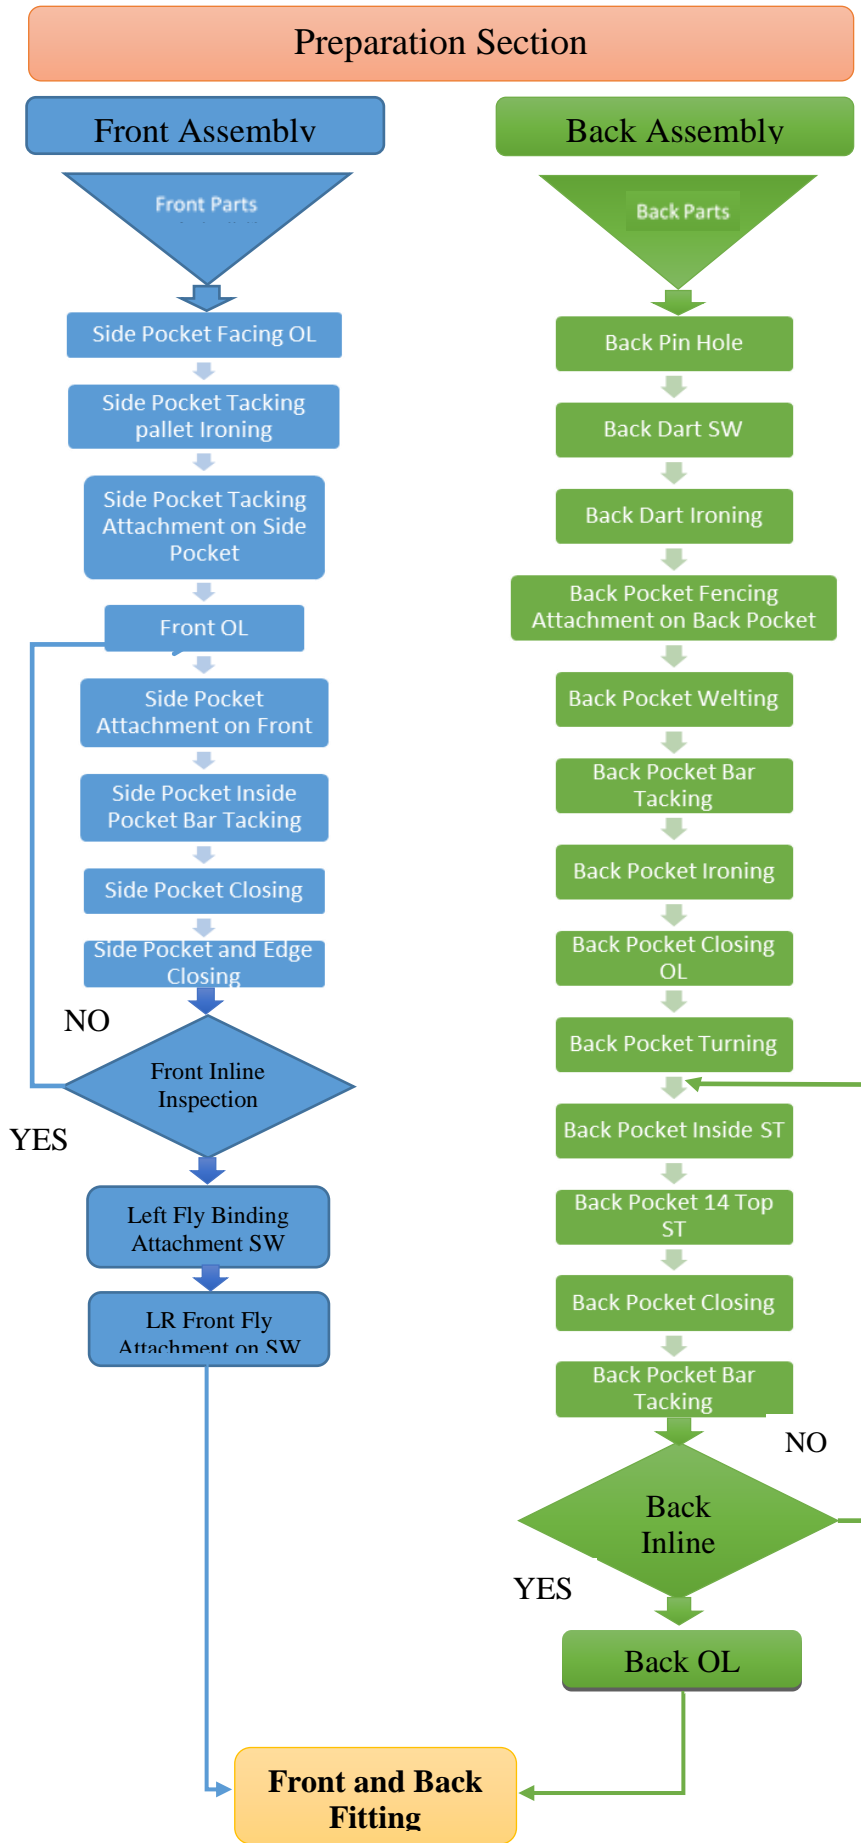 Preparation Section
Front Assembly
Front Parts
Side Pocket Facing OL
Side Pocket Tacking
pallet Ironing
Side Pocket Tacking
Attachment on Side
Pocket
Front OL
Side Pocket
Attachment on Front
Side Pocket Inside
Pocket Bar Tacking
Side Pocket Closing
Side Pocket and Edge
Closing
NO
Front Inline
Inspection
YES
Left Fly Binding
Attachment SW
LR Front Fly
Attachment on SW
Back Assembly
Back Parts
Back Pin Hole
Back Dart SW
Back Dart Ironing
Back Pocket Fencing
Attachment on Back Pocket
Back Pocket Welting
Back Pocket Bar
Tacking
Back Pocket Ironing
Back Pocket Closing
OL
Back Pocket Turning
Back Pocket Inside ST
Back Pocket 14 Top
ST
Back Pocket Closing
Back Pocket Bar
Tacking
NO
Back
Inline
YES
Back OL
Front and Back
Fitting